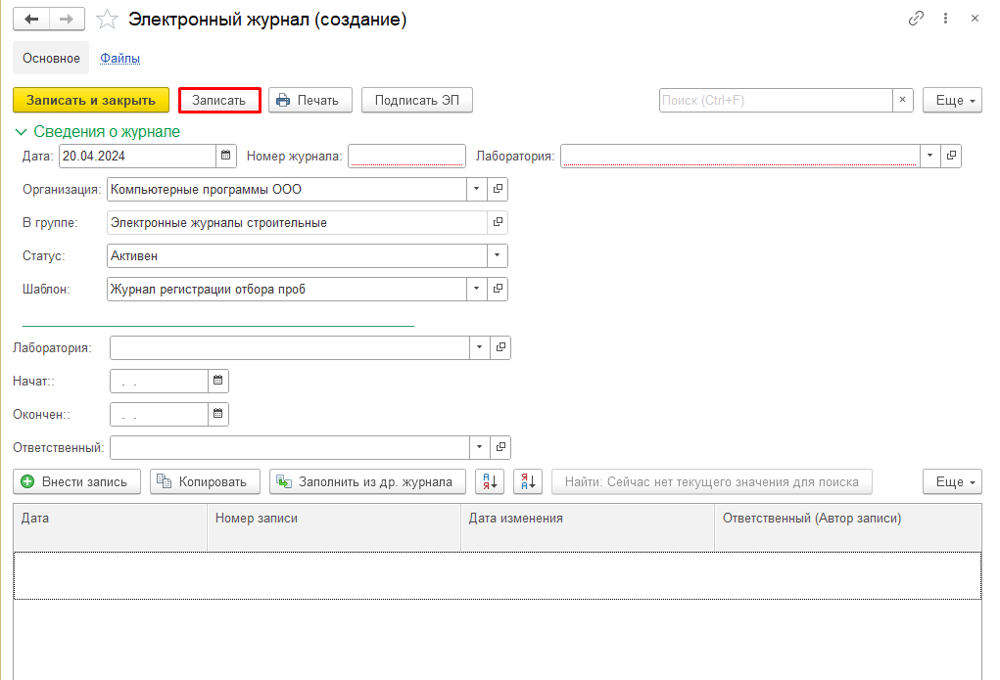 Электронный журнал (создание)
Основное Файлы
Записать и закрыть Записать Печать Подписать ЭП Поиск (Ctrl+F) × Еще
Сведения о журнале
Дата: 20.04.2024 Номер журнала: Лаборатория:
Организация: Компьютерные программы ООО
В группе: Электронные журналы строительные
Статус: Активен
Шаблон: Журнал регистрации отбора проб
Лаборатория:
Начат:: . .
Окончен:: . .
Ответственный:
Внести запись Копировать Заполнить из др. журнала А Я Я А Найти: Сейчас нет текущего значения для поиска Еще
Дата Номер записи Дата изменения Ответственный (Автор записи)